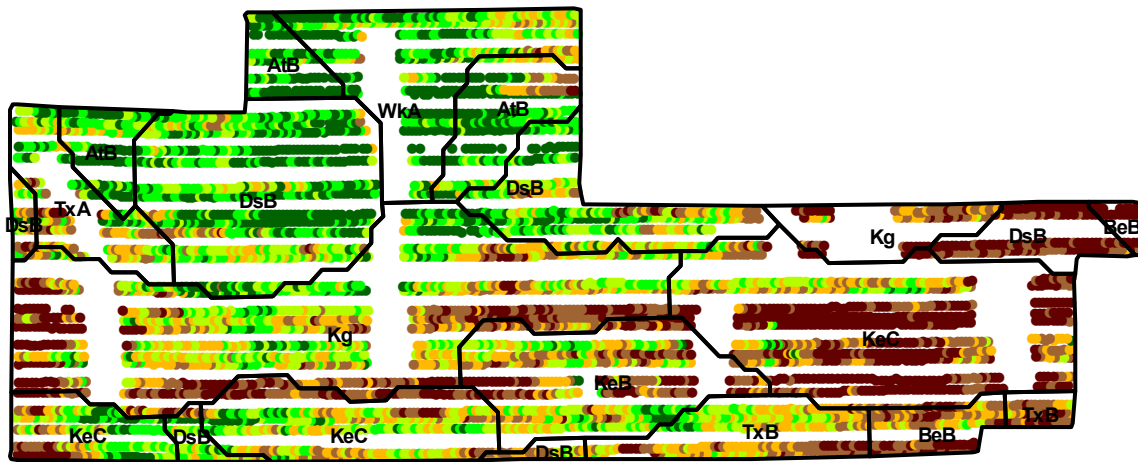 AtB
WkA
AtB
AtB
DsB
DsB
TxA
DsB
BeB
Kg
DsB
Kg
KeC
KeB
KeC
DsB
KeC
TxB
TxB
BeB
DsB